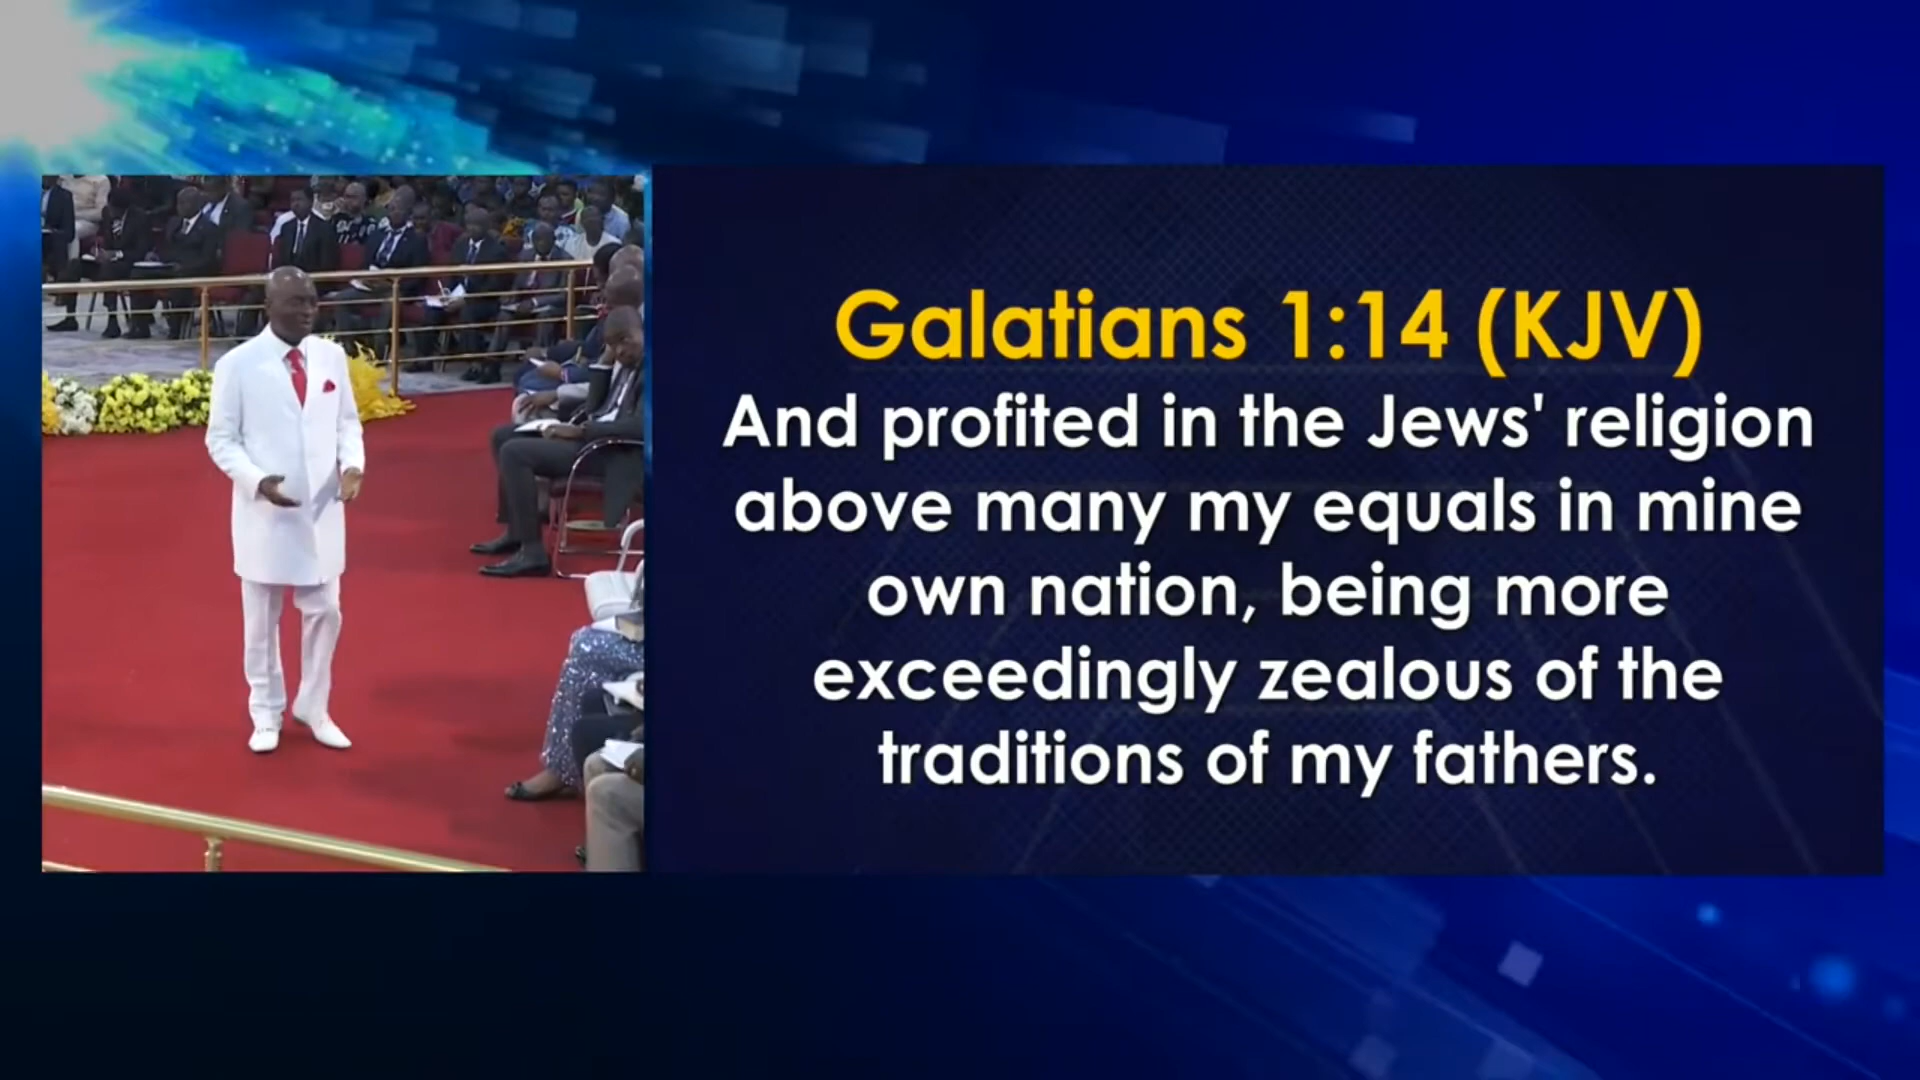 Galatians 1:14 (KJV)
And profited in the Jews' religion
above many my equals in mine
own nation, being more
exceedingly zealous of the
traditions of my fathers.